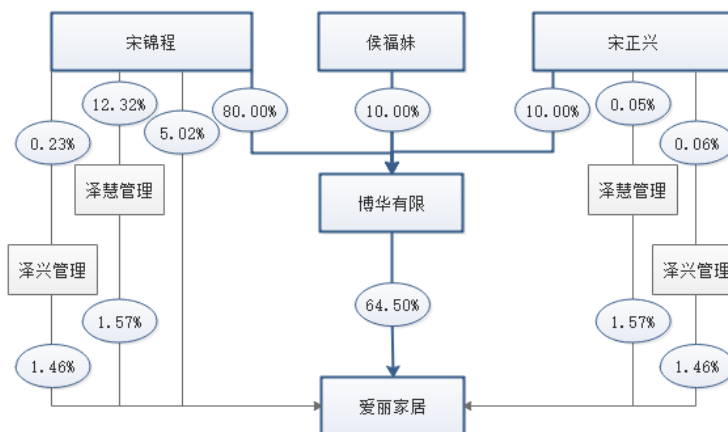 宋锦程
侯福妹
宋正兴
12.32%
80.00%
10.00%
10.00%
0.05%
0.23%
5.02%
0.06%
泽慧管理
博华有限
泽慧管理
泽兴管理
泽兴管理
64.50%
1.57%
1.57%
1.46%
1.46%
爱丽家居